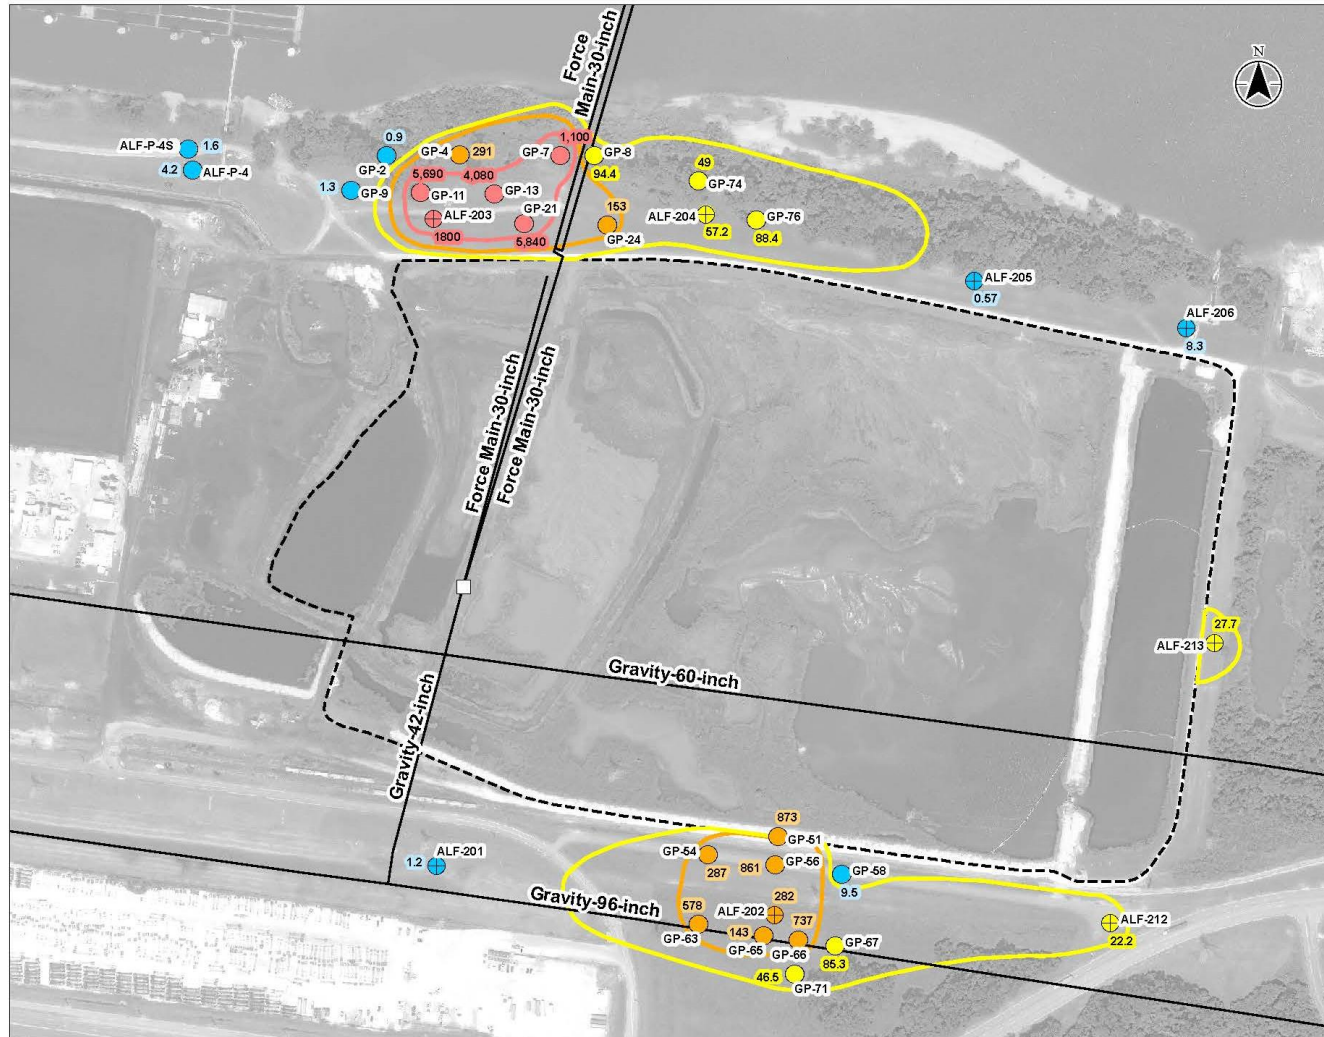 N
Force
Main-30-inch
ALF-P-4S
1.6
4.2
ALF-P-4
0.9
GP-2
1.3
GP-9
GP-4
291
GP-7
1,100
GP-8
94.4
5,690
4,080
GP-11
GP-13
ALF-203
1800
GP-21
5,840
153
GP-24
49
GP-74
ALF-204
57.2
GP-76
88.4
ALF-205
0.57
ALF-206
8.3
Force Main-30-inch
Force Main-30-inch
27.7
ALF-213
Gravity-60-inch
Gravity-42-inch
873
GP-51
GP-54
287
861
GP-56
GP-58
9.5
1.2
ALF-201
Gravity-96-inch
578
GP-63
282
ALF-202
143
GP-65
737
GP-66
GP-67
85.3
46.5
GP-71
ALF-212
22.2